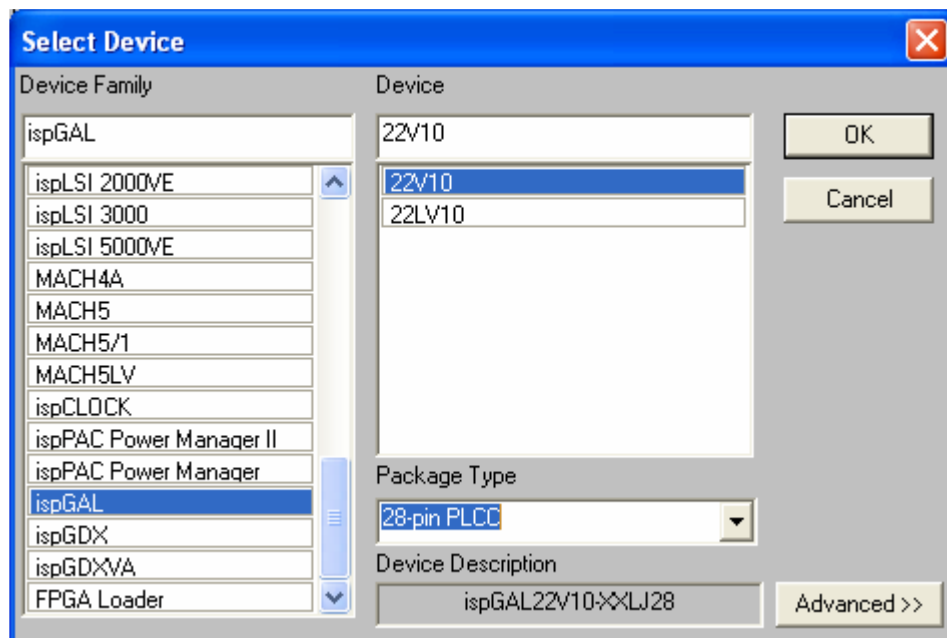 Select Device
Device Family
ispGAL
ispLSI 2000VE
ispLSI 3000
ispLSI 5000VE
MACH4A
MACH5
MACH5/1
MACH5LV
ispCLOCK
ispPAC Power Manager II
ispPAC Power Manager
ispGAL
ispGDX
ispGDXVA
FPGA Loader
Device
22V10
22V10
22LV10
Package Type
28-pin PLCC
Device Description
ispGAL22V10-XXLJ28
OK
Cancel
Advanced >>